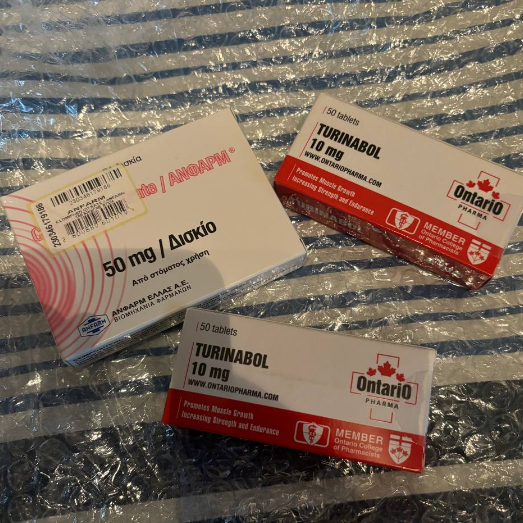 ΑΝΦΑΡΜ®
50 mg / Δισκίο
Από στόματος χρήση
ΑΝΦΑΡΜ ΕΛΛΑΣ Α.Ε.
ΒΙΟΜΗΧΑΝΙΑ ΦΑΡΜΑΚΩΝ
50 tablets
TURINABOL
10 mg
WWW.ONTARIOPHARMA.COM
Promotes Muscle Growth
Increasing Strength and Endurance
OntariO
PHARMA
MEMBER
Ontario College
of Pharmacists
50 tablets
TURINABOL
10 mg
WWW.ONTARIOPHARMA.COM
Promotes Muscle Growth
Increasing Strength and Endurance
OntariO
PHARMA
MEMBER
Ontario College
of Pharmacists